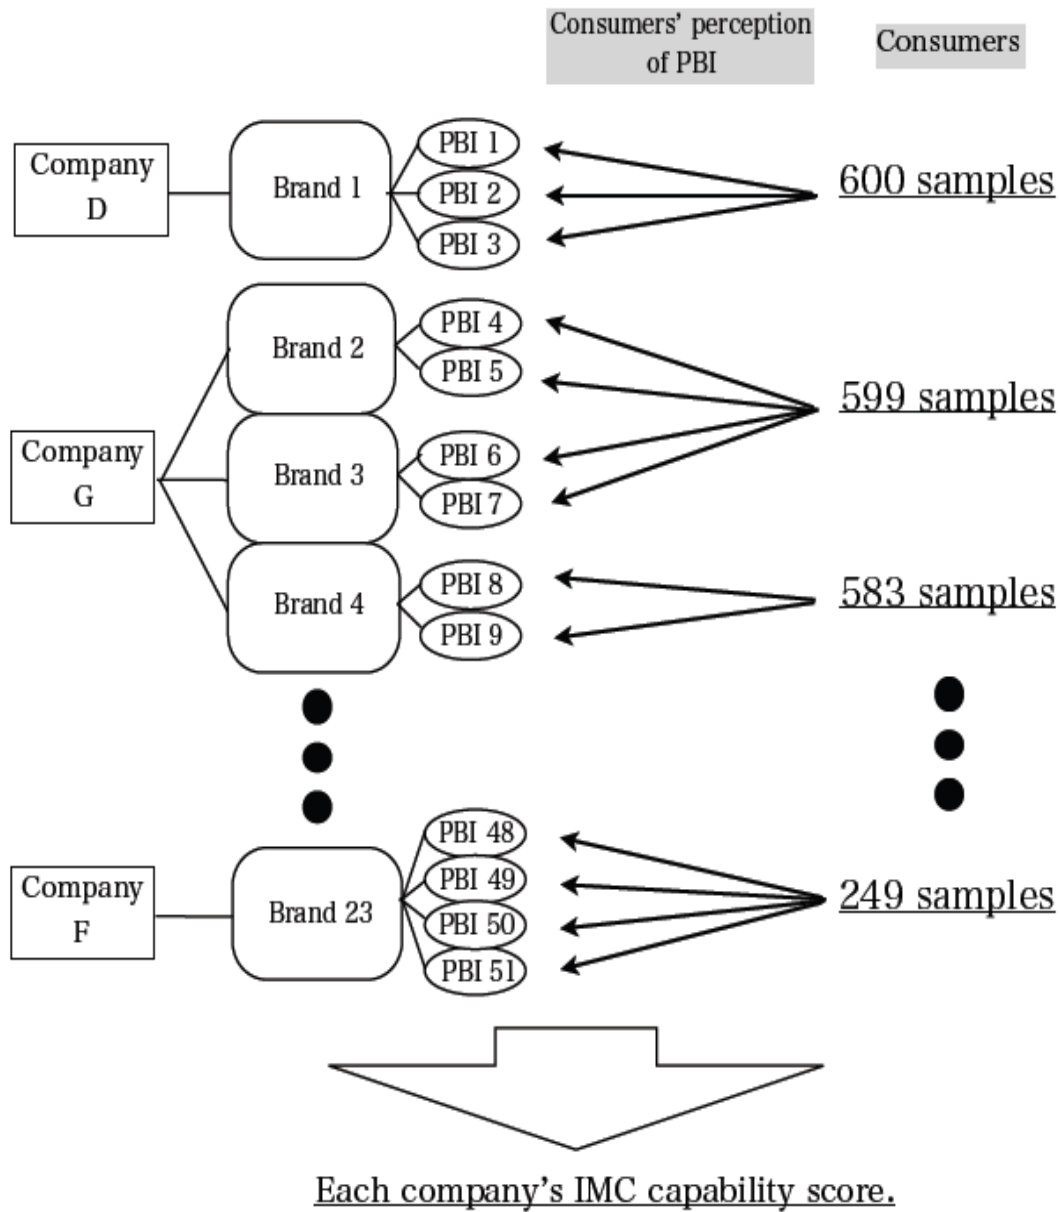 Consumers’ perception
of PBI
Consumers
Company
D
Brand 1
PBI 1
PBI 2
PBI 3
600 samples
Company
G
Brand 2
PBI 4
PBI 5
Brand 3
PBI 6
PBI 7
599 samples
Brand 4
PBI 8
PBI 9
583 samples
Company
F
Brand 23
PBI 48
PBI 49
PBI 50
PBI 51
249 samples
Each company’s IMC capability score.